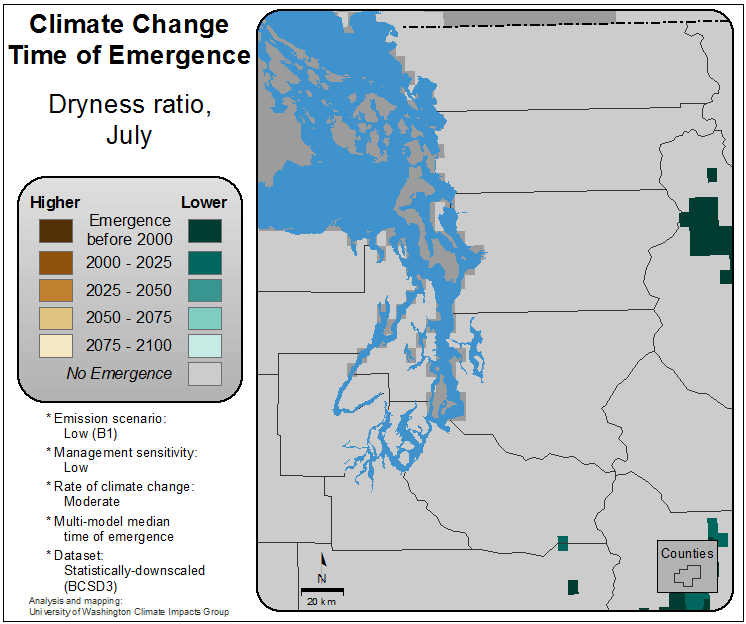 Climate Change
Time of Emergence
Dryness ratio,
July
Higher
Lower
Emergence
before 2000
2000 - 2025
2025 - 2050
2050 - 2075
2075 - 2100
No Emergence
* Emission scenario:
Low (B1)
* Management sensitivity:
Low
* Rate of climate change:
Moderate
* Multi-model median
time of emergence
* Dataset:
Statistically-downscaled
(BCSD3)
Analysis and mapping:
University of Washington Climate Impacts Group
N
20 km
Counties